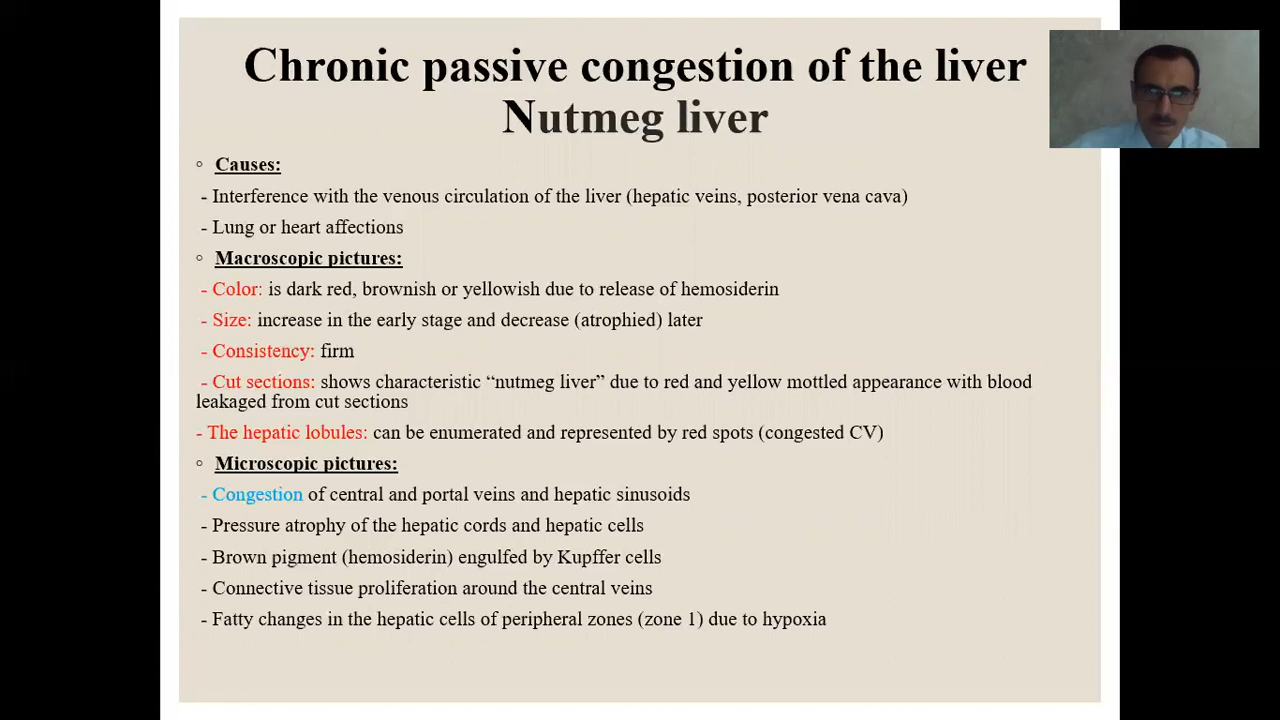 Chronic passive congestion of the liver
Nutmeg liver
◦ Causes:
- Interference with the venous circulation of the liver (hepatic veins, posterior vena cava)
- Lung or heart affections
◦ Macroscopic pictures:
- Color: is dark red, brownish or yellowish due to release of hemosiderin
- Size: increase in the early stage and decrease (atrophied) later
- Consistency: firm
- Cut sections: shows characteristic “nutmeg liver” due to red and yellow mottled appearance with blood
leakaged from cut sections
- The hepatic lobules: can be enumerated and represented by red spots (congested CV)
◦ Microscopic pictures:
- Congestion of central and portal veins and hepatic sinusoids
- Pressure atrophy of the hepatic cords and hepatic cells
- Brown pigment (hemosiderin) engulfed by Kupffer cells
- Connective tissue proliferation around the central veins
- Fatty changes in the hepatic cells of peripheral zones (zone 1) due to hypoxia